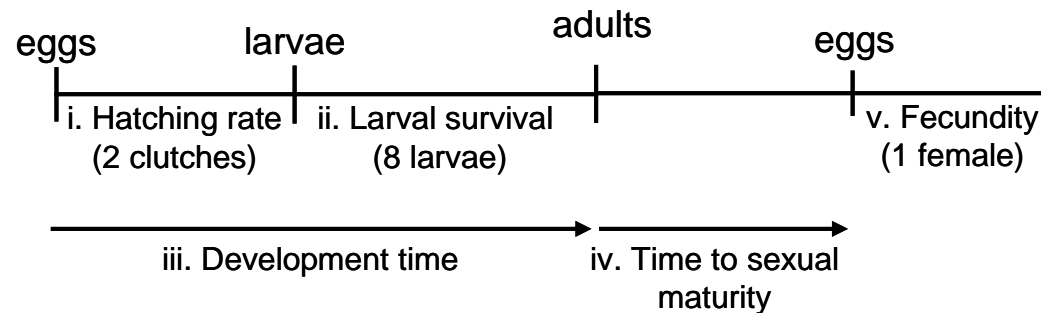 eggs
larvae
adults
eggs
i. Hatching rate
(2 clutches)
ii. Larval survival
(8 larvae)
v. Fecundity
(1 female)
iii. Development time
iv. Time to sexual
maturity